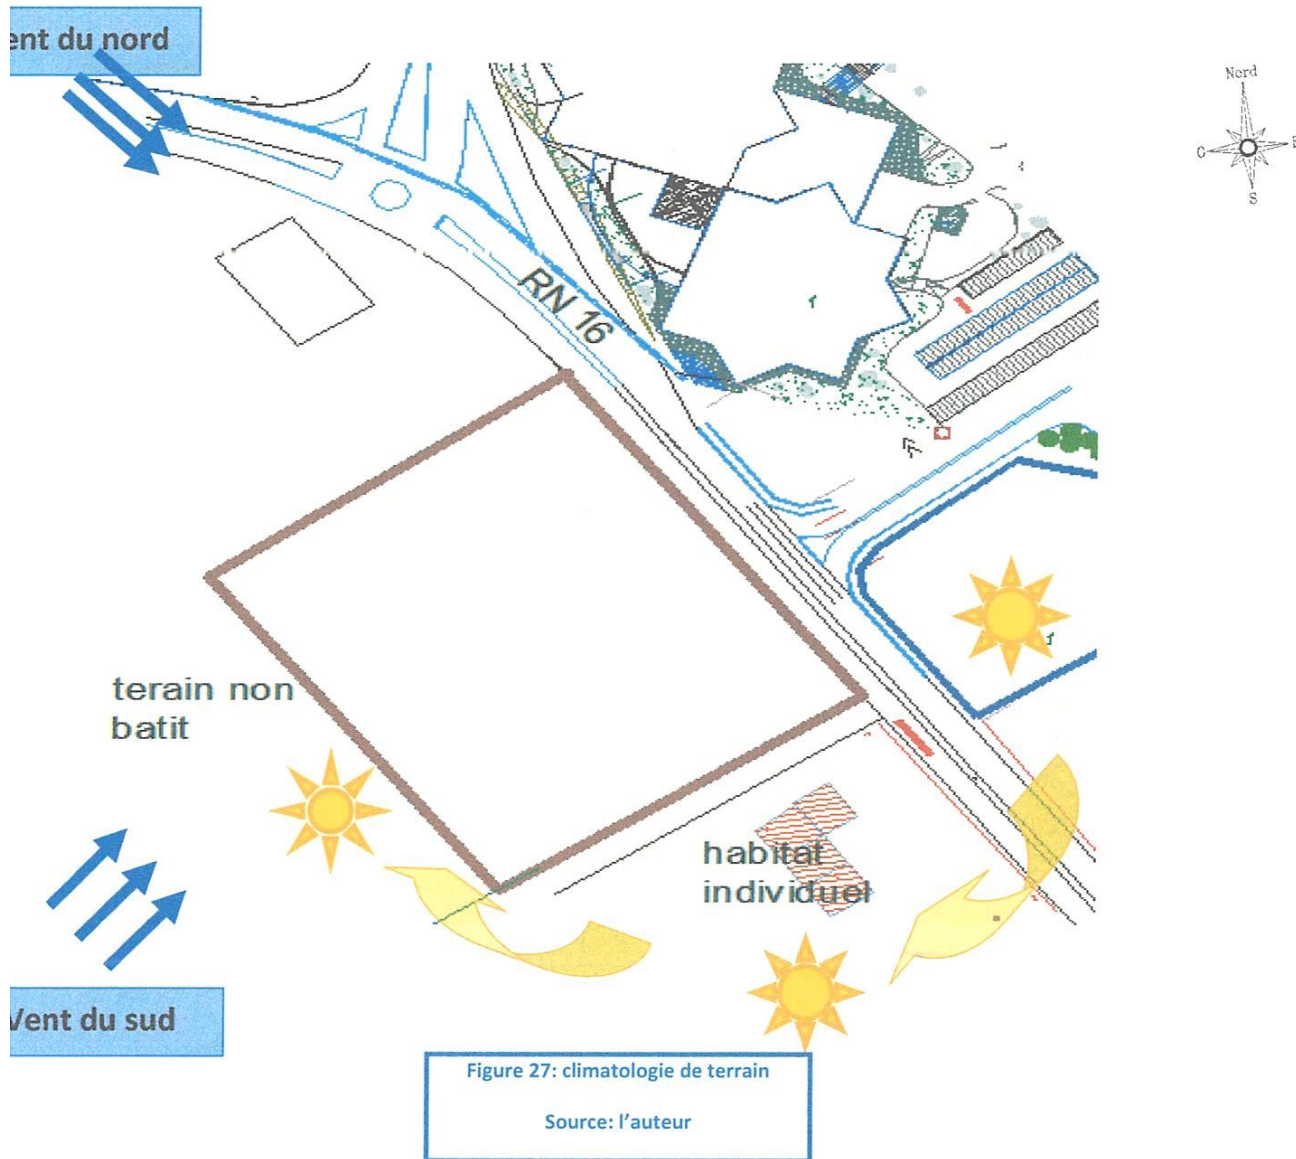 ent du nord
Nord
O
E
S
RN 16
terain non
batit
habitat
individuel
Vent du sud
Figure 27: climatologie de terrain
Source: l'auteur